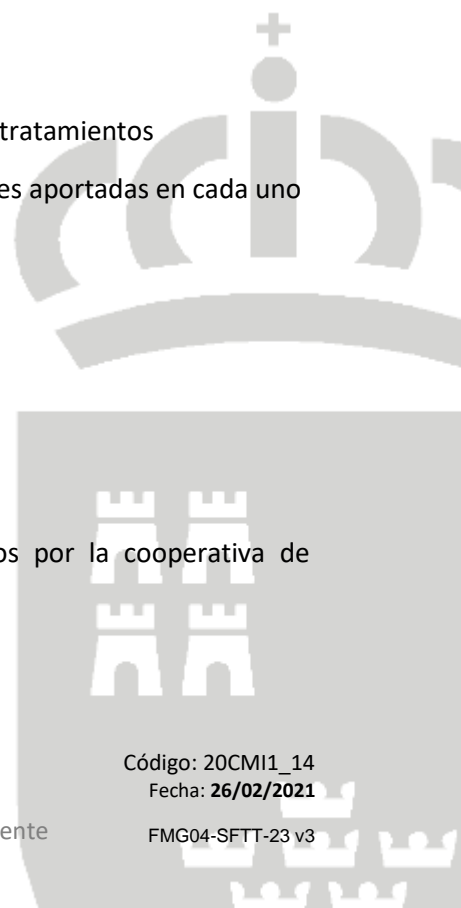 tratamientos
es aportadas en cada uno
os por la cooperativa de
Código: 20CMI1_14
Fecha: 26/02/2021
ente
FMG04-SFTT-23 v3